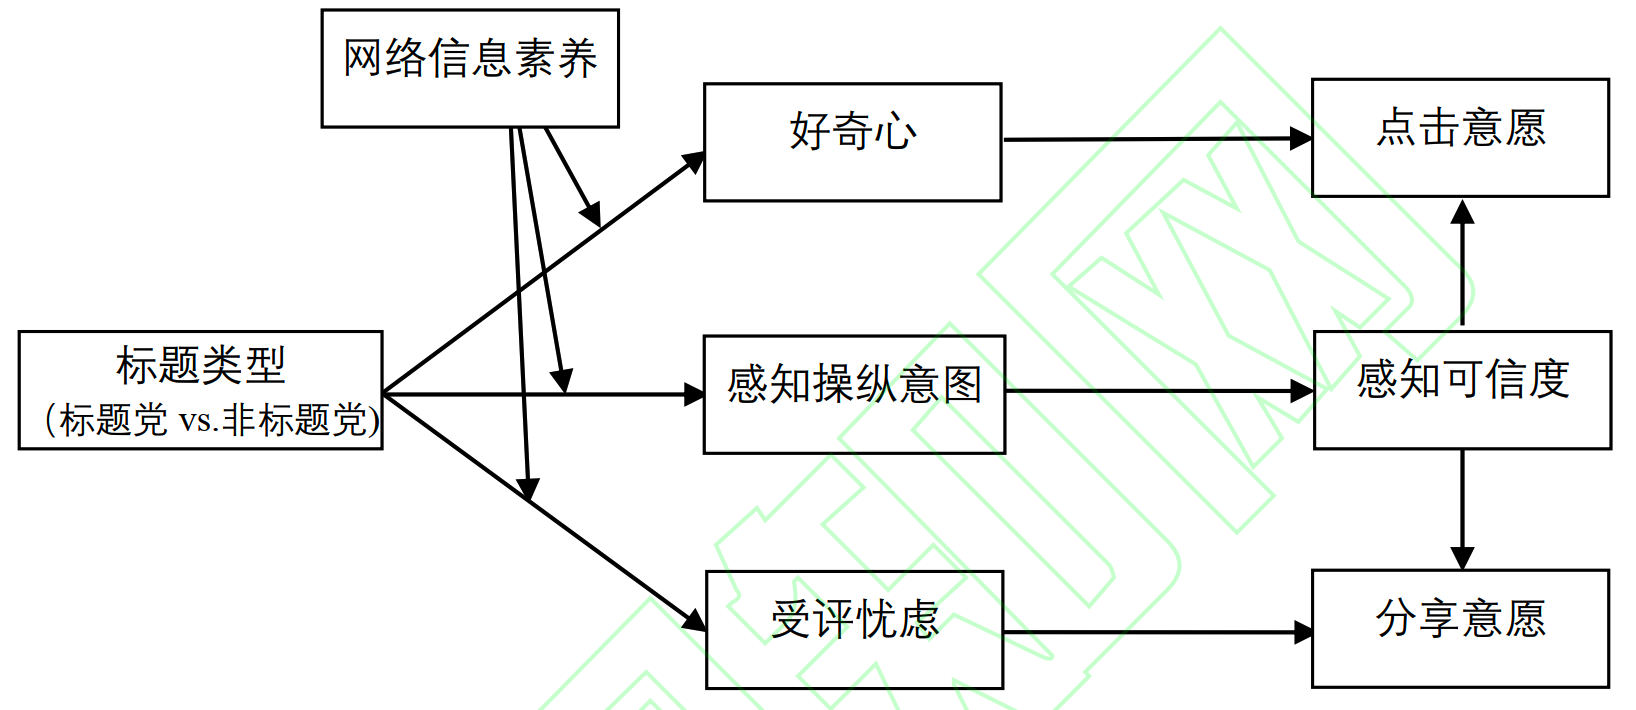 网络信息素养
好奇心
点击意愿
标题类型
（标题党 vs.非标题党)
感知操纵意图
感知可信度
受评忧虑
分享意愿